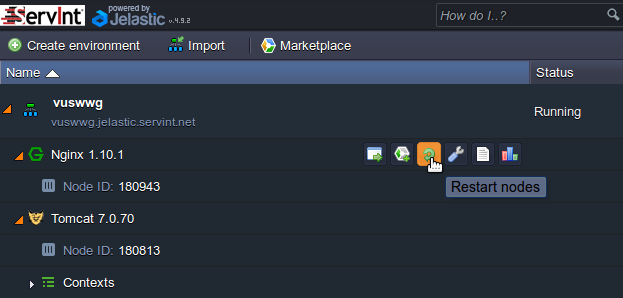 ServInt powered by Jelastic v.4.9.2 How do I..?
Create environment Import Marketplace
Name Status
vuswwg
vuswwg.jelastic.servint.net Running
Nginx 1.10.1
Node ID: 180943 Restart nodes
Tomcat 7.0.70
Node ID: 180813
Contexts